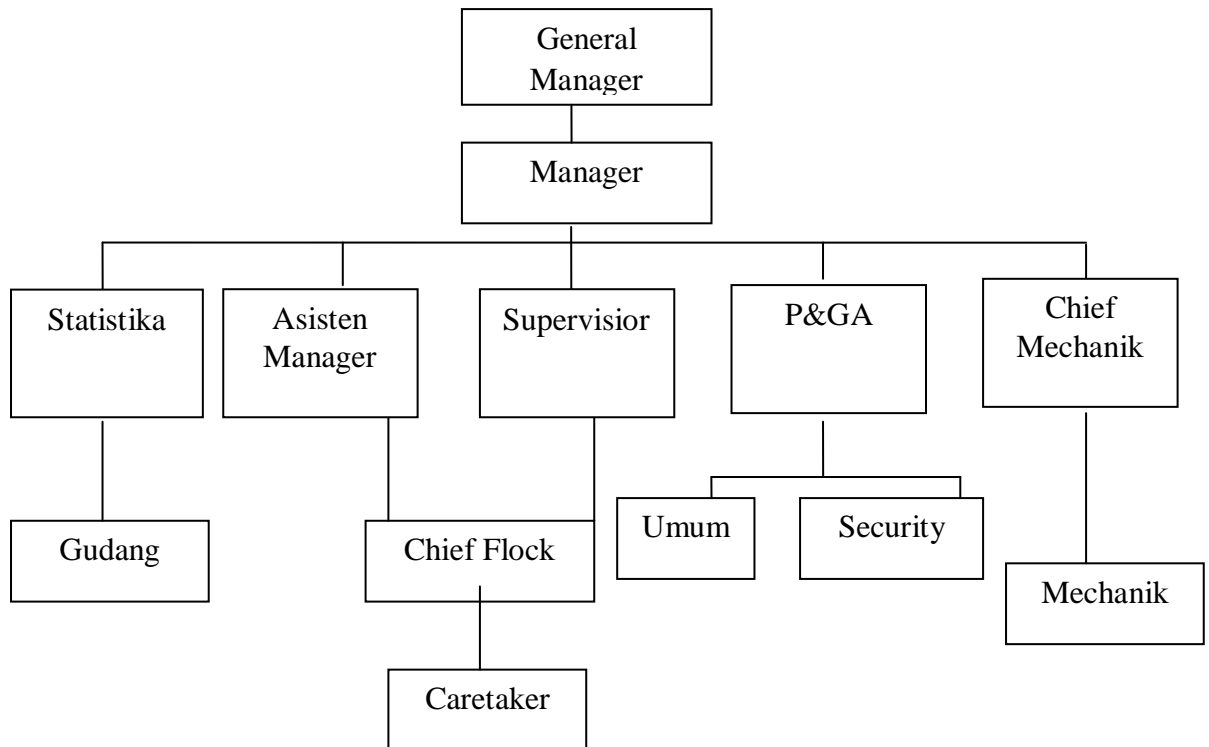 General
Manager
Manager
Statistika
Asisten
Manager
Supervisior
P&GA
Chief
Mechanik
Gudang
Chief Flock
Umum
Security
Mechanik
Caretaker